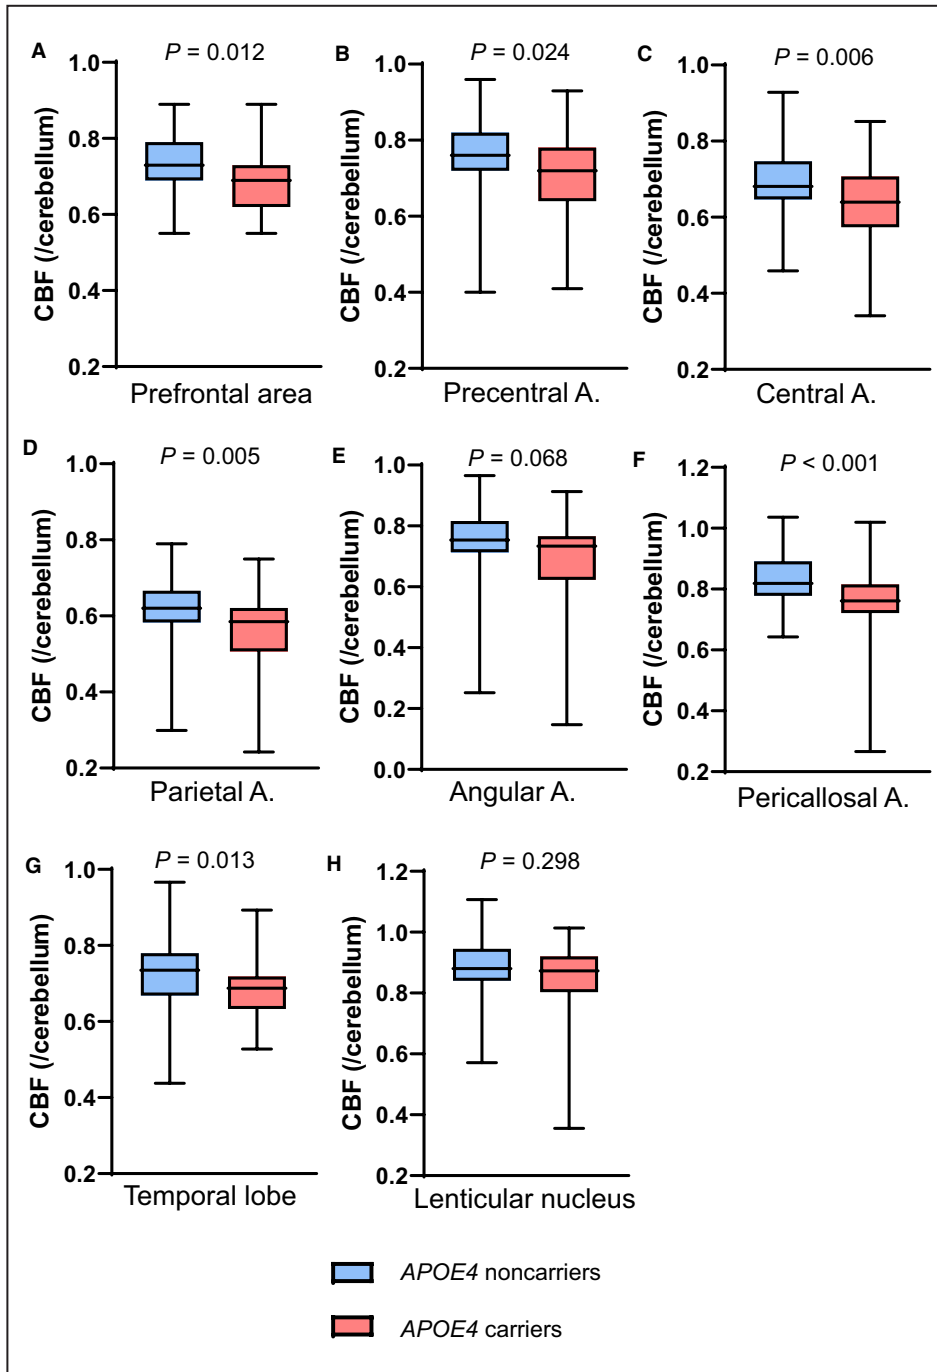 A
P = 0.012
CBF (/cerebellum)
1.0
0.8
0.6
0.4
0.2
Prefrontal area
B
P = 0.024
CBF (/cerebellum)
1.0
0.8
0.6
0.4
0.2
Precentral A.
C
P = 0.006
CBF (/cerebellum)
1.0
0.8
0.6
0.4
0.2
Central A.
D
P = 0.005
CBF (/cerebellum)
1.0
0.8
0.6
0.4
0.2
Parietal A.
E
P = 0.068
CBF (/cerebellum)
1.0
0.8
0.6
0.4
0.2
0.0
Angular A.
F
P < 0.001
CBF (/cerebellum)
1.2
1.0
0.8
0.6
0.4
0.2
Pericallosal A.
G
P = 0.013
CBF (/cerebellum)
1.0
0.8
0.6
0.4
0.2
Temporal lobe
H
P = 0.298
CBF (/cerebellum)
1.2
1.0
0.8
0.6
0.4
0.2
Lenticular nucleus
APOE4 noncarriers
APOE4 carriers